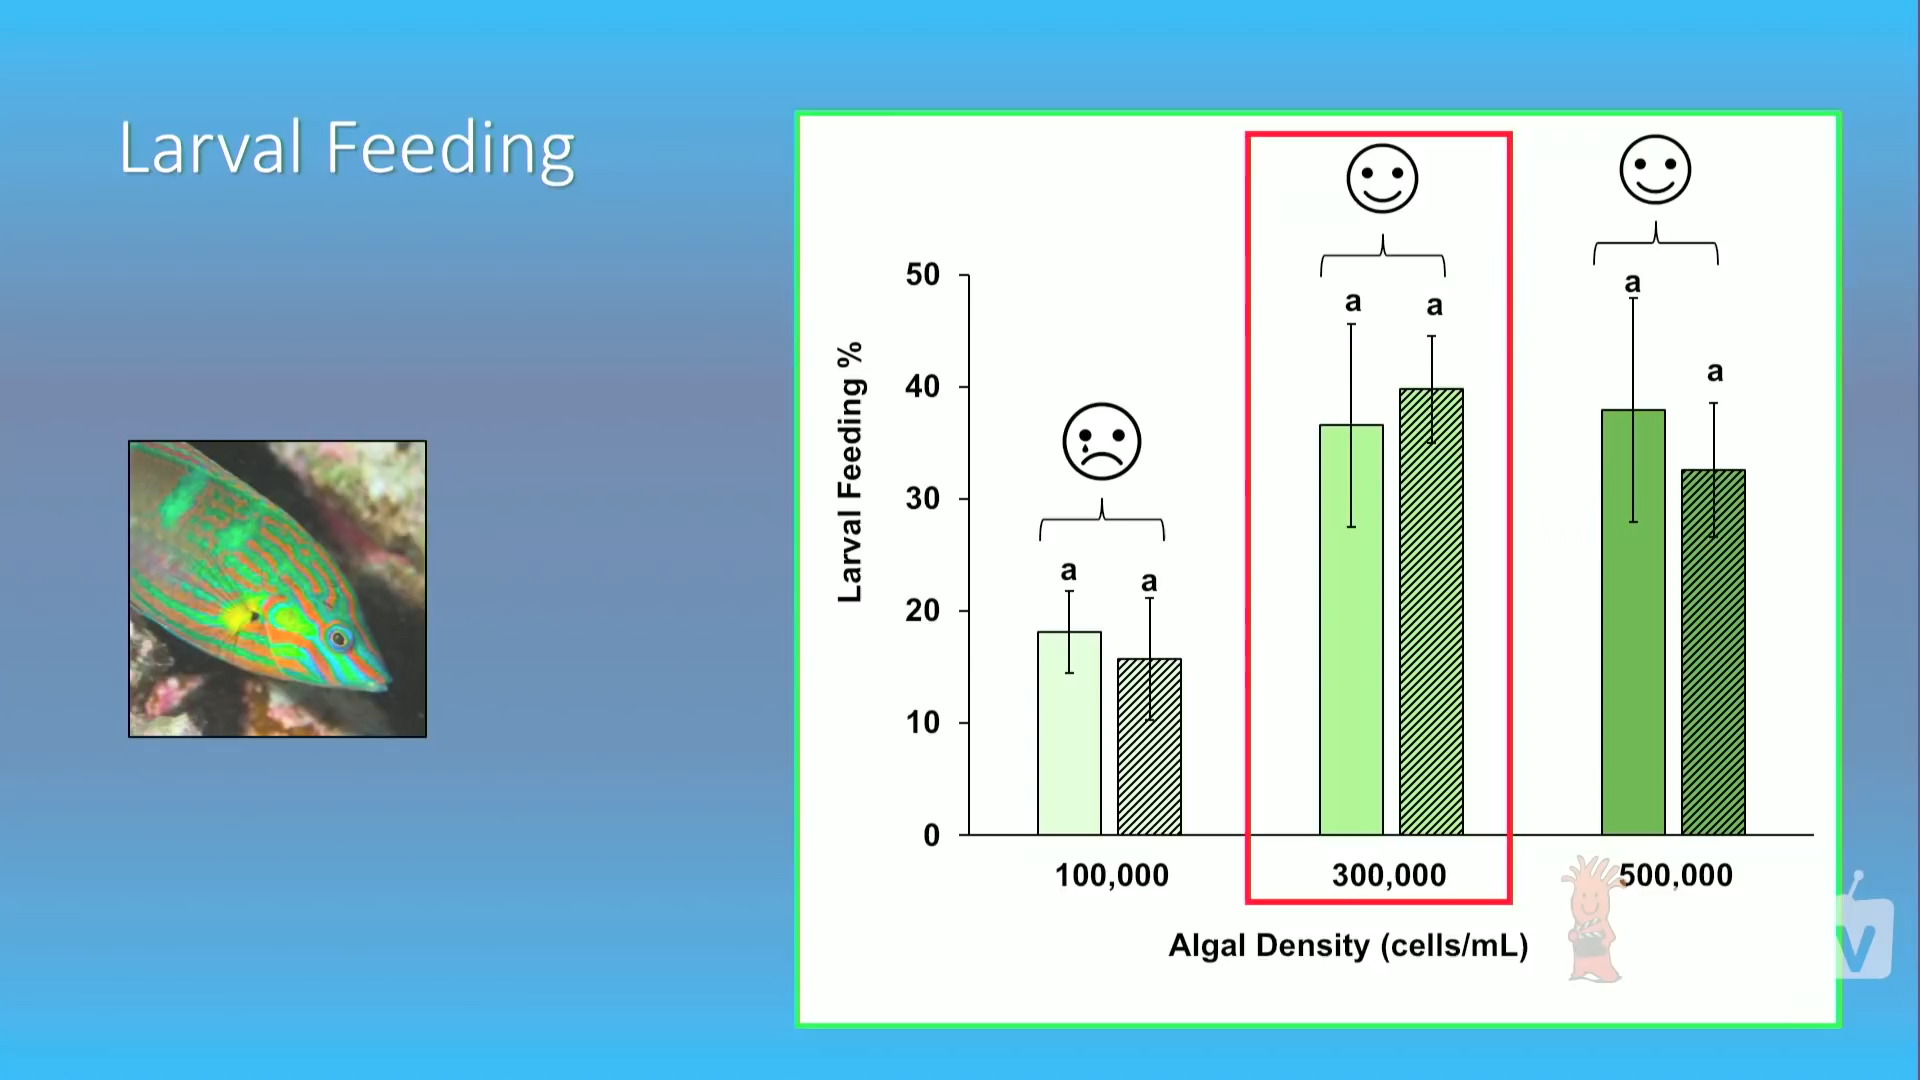 Larval Feeding
50
40
30
20
10
0
Larval Feeding %
a
a
a
a
a
a
100,000
300,000
500,000
Algal Density (cells/mL)
V